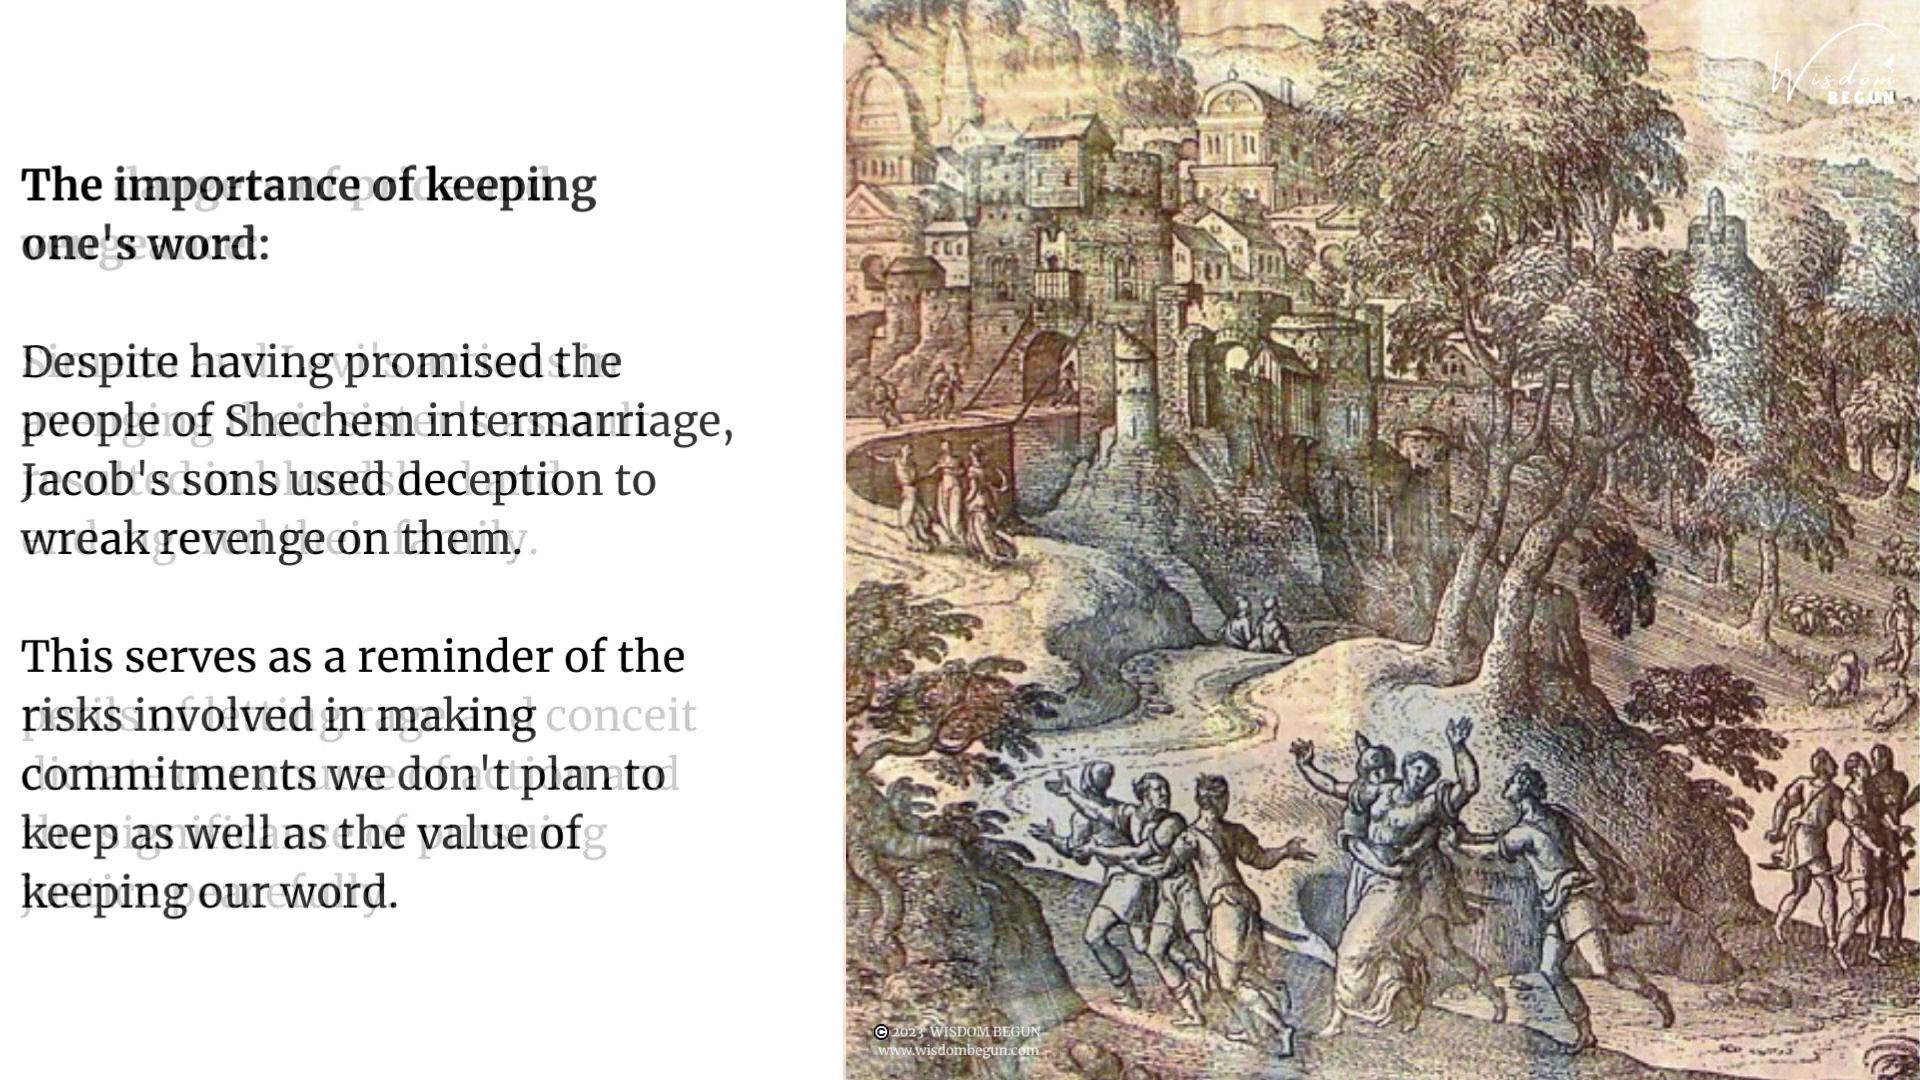 Wisdom
BEGUN
The importance of keeping
one's word:
Despite having promised the
people of Shechem intermarriage,
Jacob's sons used deception to
wreak revenge on them.
This serves as a reminder of the
risks involved in making conceit
commitments we don't plan to
keep as well as the value of
keeping our word.
© 2023 WISDOM BEGUN
www.wisdombegun.com